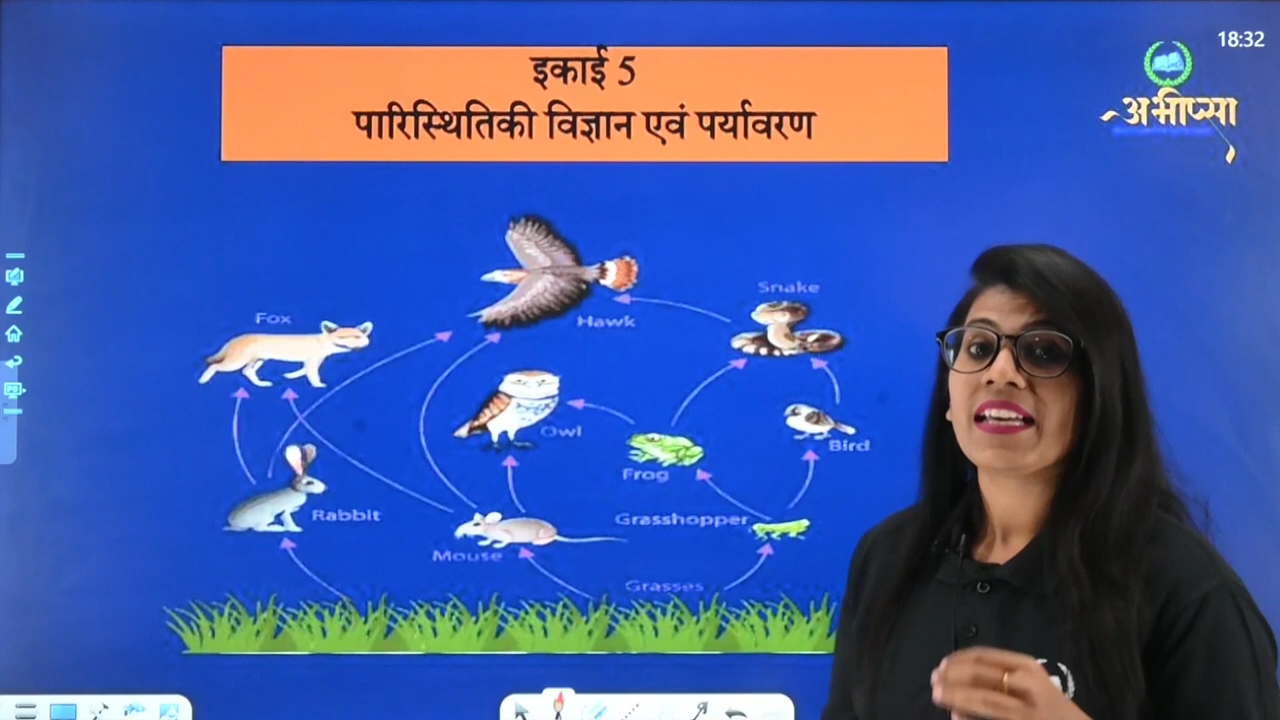 18:32
इकाई 5
पारिस्थितिकी विज्ञान एवं पर्यावरण
अभीप्सा
Snake
Fox
Hawk
Owl
Bird
Frog
Rabbit
Grasshopper
Mouse
Grasses